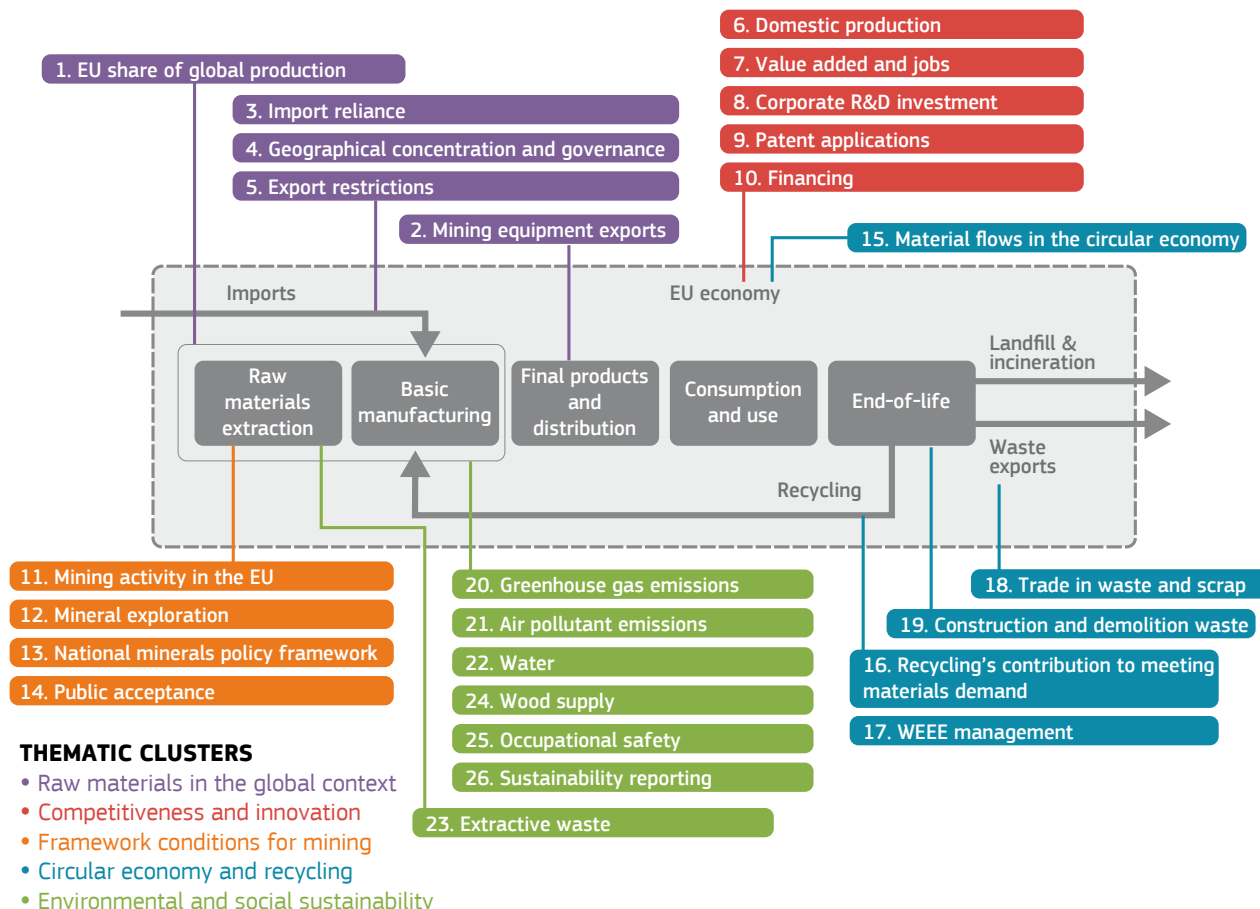 6. Domestic production
1. EU share of global production
7. Value added and jobs
3. Import reliance
8. Corporate R&D investment
4. Geographical concentration and governance
9. Patent applications
5. Export restrictions
10. Financing
2. Mining equipment exports
15. Material flows in the circular economy
Imports
EU economy
Landfill &
incineration
Raw
materials
extraction
Basic
manufacturing
Final products
and
distribution
Consumption
and use
End-of-life
Waste
exports
Recycling
11. Mining activity in the EU
12. Mineral exploration
13. National minerals policy framework
14. Public acceptance
20. Greenhouse gas emissions
21. Air pollutant emissions
22. Water
24. Wood supply
25. Occupational safety
26. Sustainability reporting
23. Extractive waste
18. Trade in waste and scrap
19. Construction and demolition waste
16. Recycling's contribution to meeting
materials demand
17. WEEE management
THEMATIC CLUSTERS
• Raw materials in the global context
• Competitiveness and innovation
• Framework conditions for mining
• Circular economy and recycling
• Environmental and social sustainability